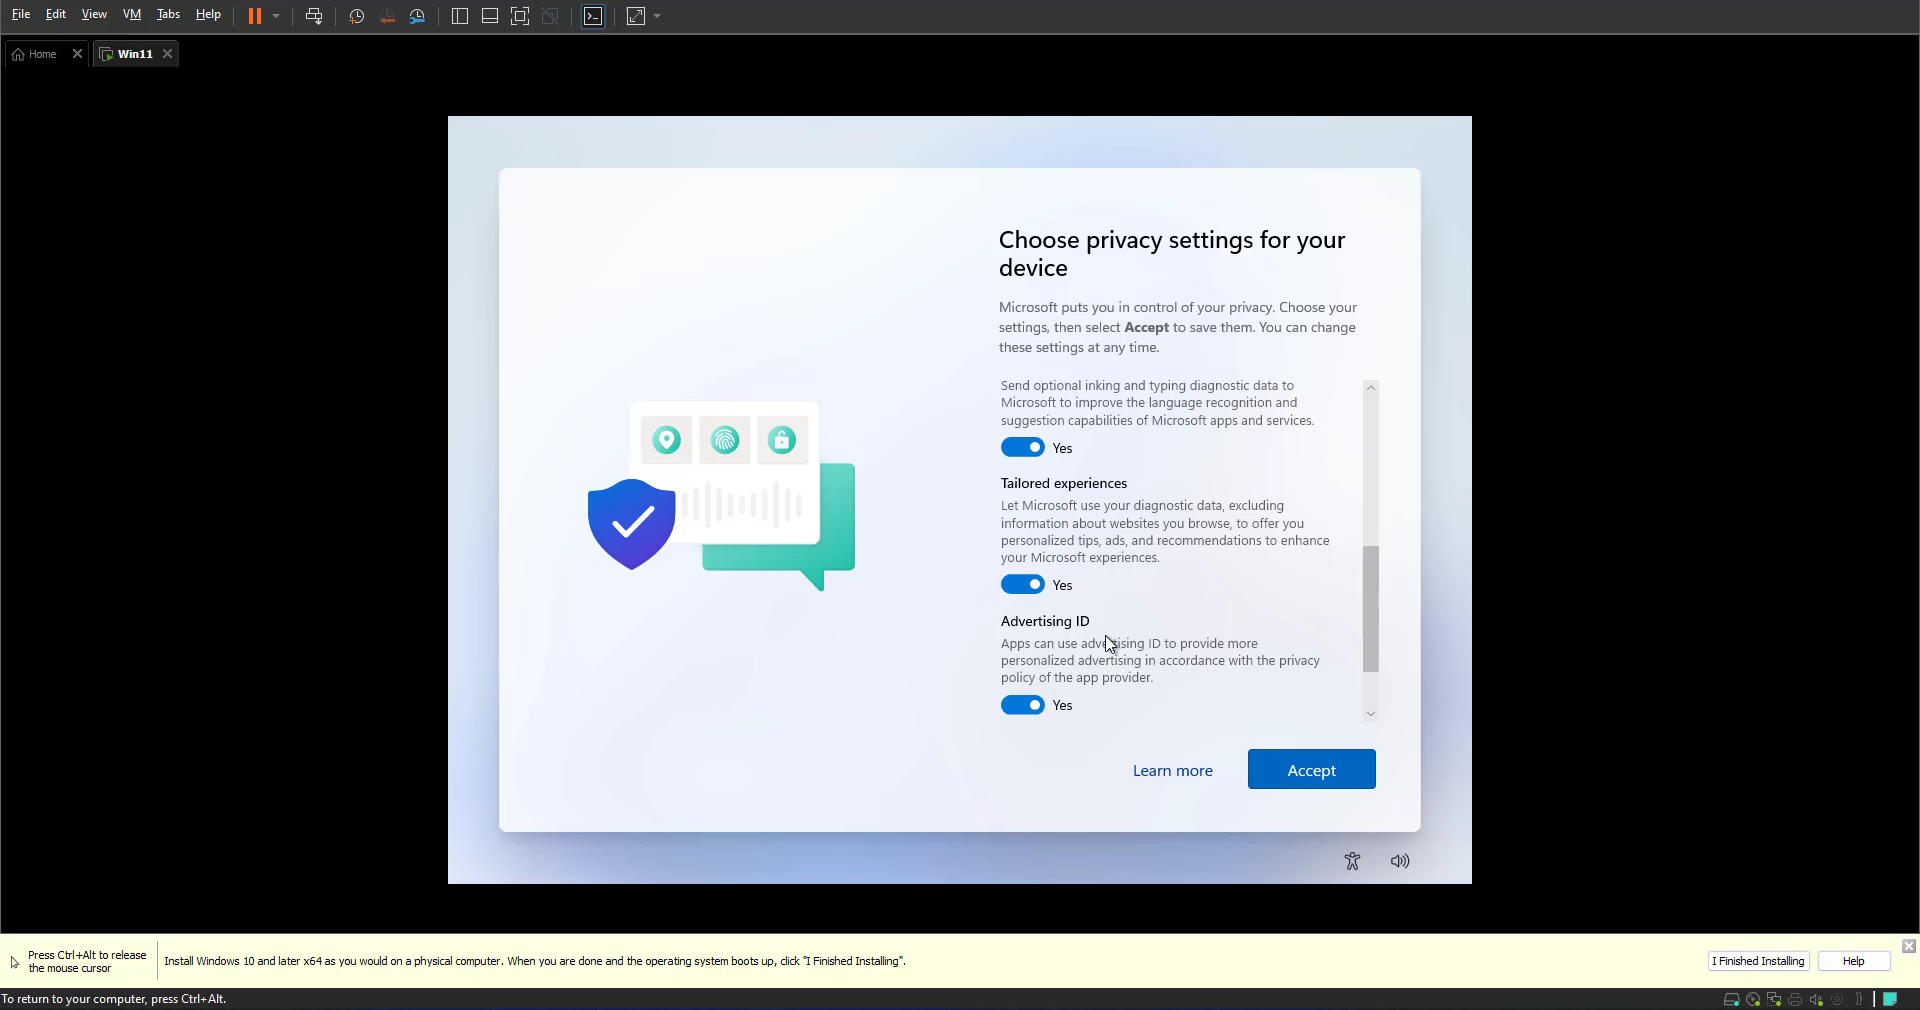 File Edit View VM Tabs Help
Home Win11
Choose privacy settings for your
device
Microsoft puts you in control of your privacy. Choose your
settings, then select Accept to save them. You can change
these settings at any time.
Send optional inking and typing diagnostic data to
Microsoft to improve the language recognition and
suggestion capabilities of Microsoft apps and services.
Yes
Tailored experiences
Let Microsoft use your diagnostic data, excluding
information about websites you browse, to offer you
personalized tips, ads, and recommendations to enhance
your Microsoft experiences.
Yes
Advertising ID
Apps can use advertising ID to provide more
personalized advertising in accordance with the privacy
policy of the app provider.
Yes
Learn more Accept
Press Ctrl+Alt to release
the mouse cursor
Install Windows 10 and later x64 as you would on a physical computer. When you are done and the operating system boots up, click "I Finished Installing".
I Finished Installing Help
To return to your computer, press Ctrl+Alt.